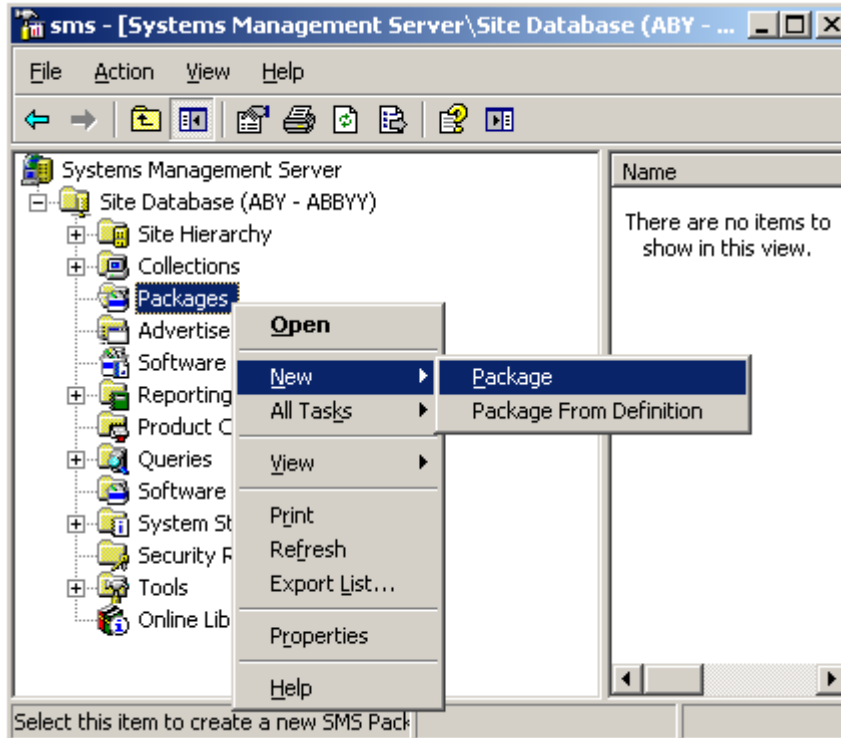 sms - [Systems Management Server\Site Database (ABY - ...
File Action View Help
Systems Management Server
Site Database (ABY - ABBYY)
Site Hierarchy
Collections
Packages
Advertise
Software
Reporting
Product C
Queries
Software
System St
Security R
Tools
Online Lib
Open
New
All Tasks
View
Print
Refresh
Export List...
Properties
Help
Package
Package From Definition
Name
There are no items to
show in this view.
Select this item to create a new SMS Pack